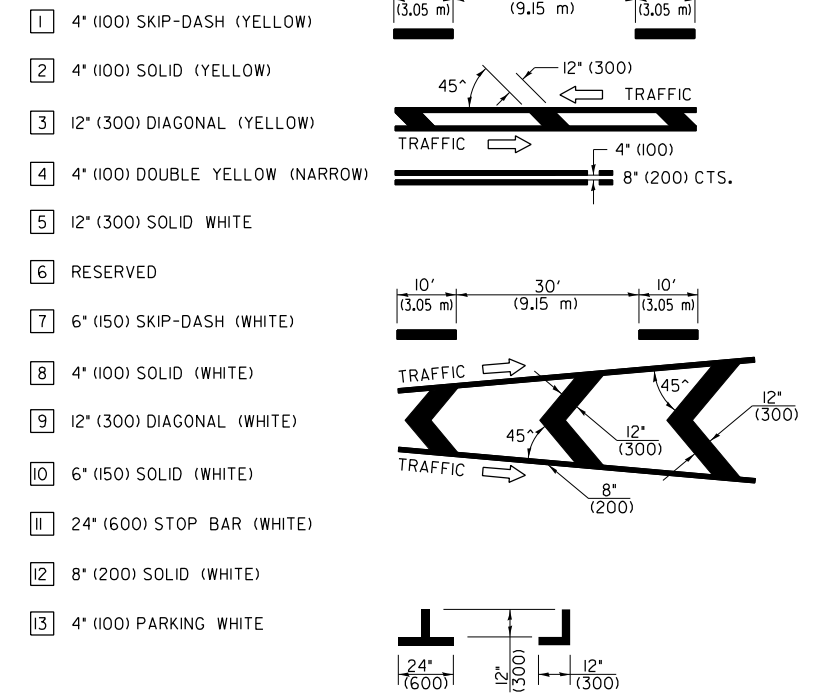 (3.05 m) (9.15 m) (3.05 m)
1 4" (100) SKIP-DASH (YELLOW)
2 4" (100) SOLID (YELLOW)
12" (300)
45^
TRAFFIC
3 12" (300) DIAGONAL (YELLOW)
TRAFFIC
4" (100)
4 4" (100) DOUBLE YELLOW (NARROW)
8" (200) CTS.
5 12" (300) SOLID WHITE
6 RESERVED
10' 30' 10'
(3.05 m) (9.15 m) (3.05 m)
7 6" (150) SKIP-DASH (WHITE)
8 4" (100) SOLID (WHITE)
TRAFFIC
45^
12"
(300)
9 12" (300) DIAGONAL (WHITE)
45^
12"
(300)
10 6" (150) SOLID (WHITE)
TRAFFIC
8"
(200)
11 24" (600) STOP BAR (WHITE)
12 8" (200) SOLID (WHITE)
13 4" (100) PARKING WHITE
24"
(600)
12"
(300)
12"
(300)